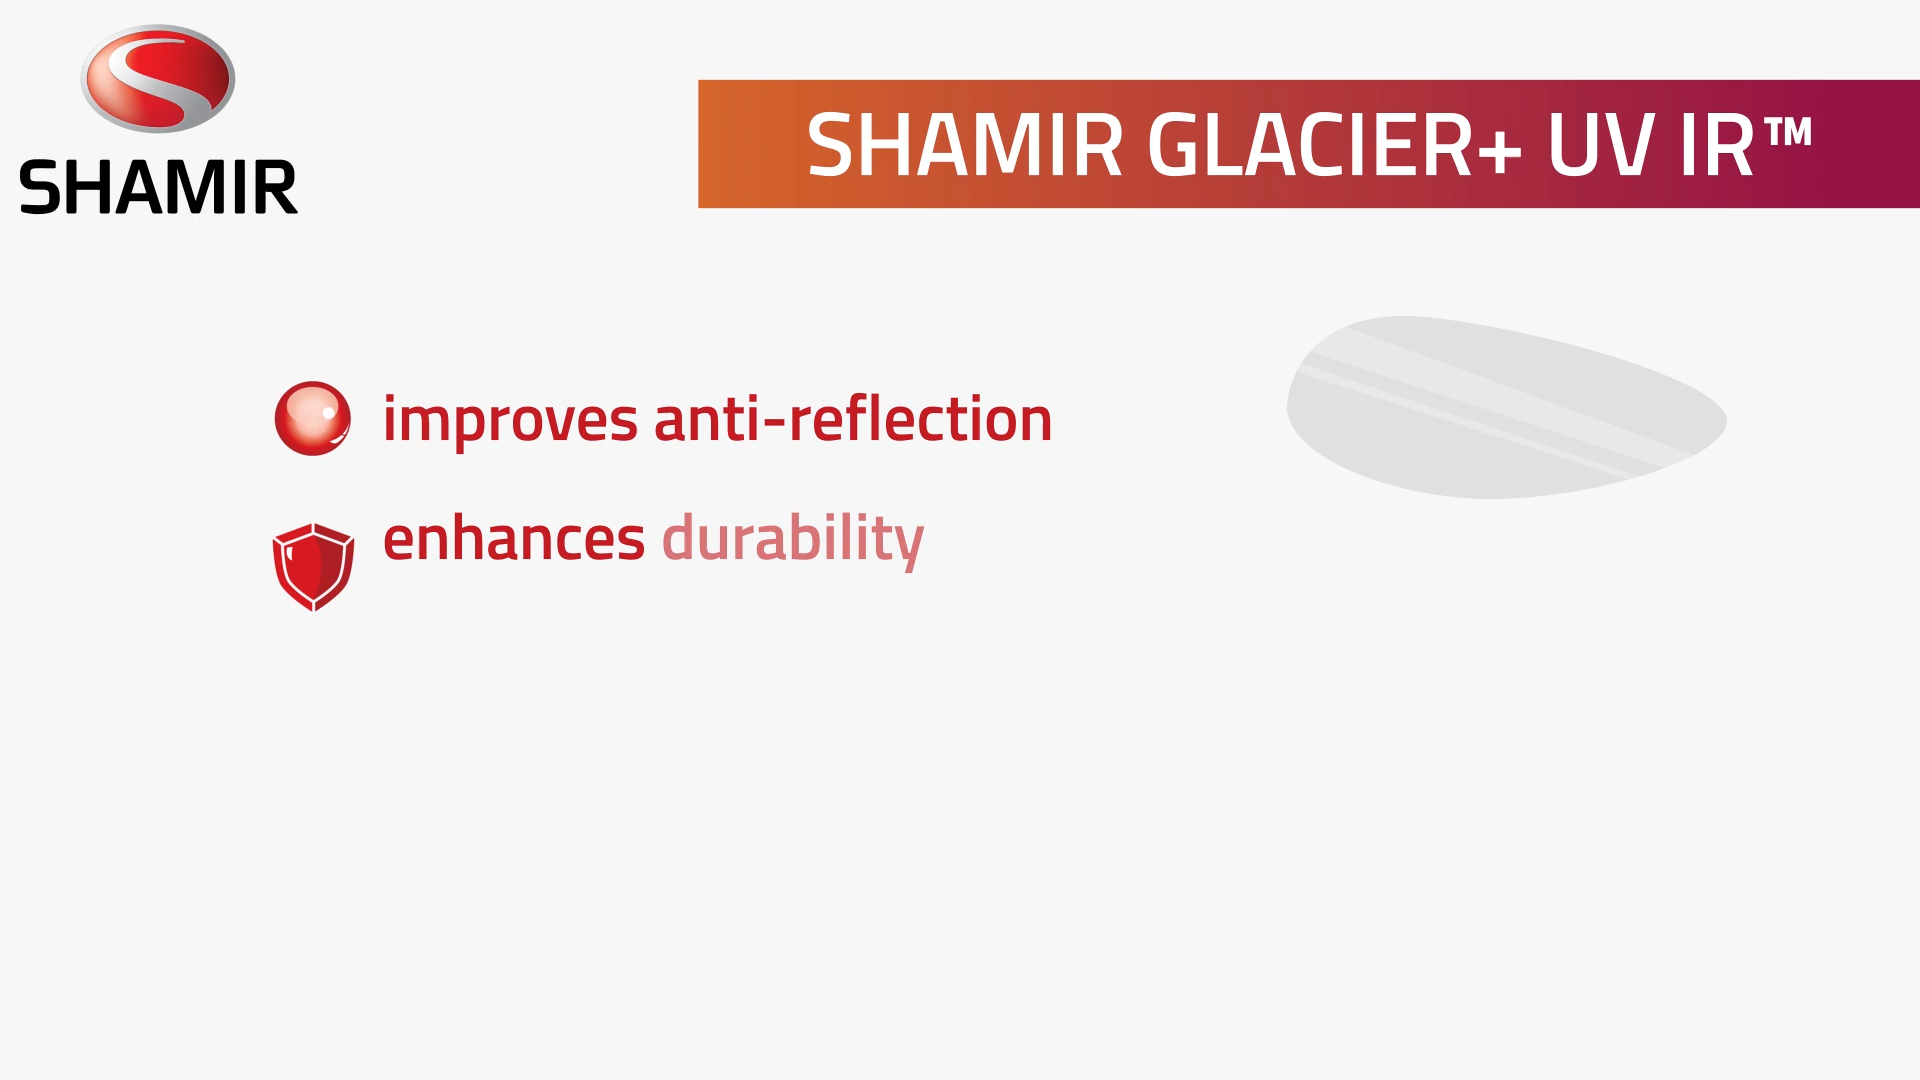 SHAMIR
SHAMIR GLACIER+ UV IR™
improves anti-reflection
enhances durability